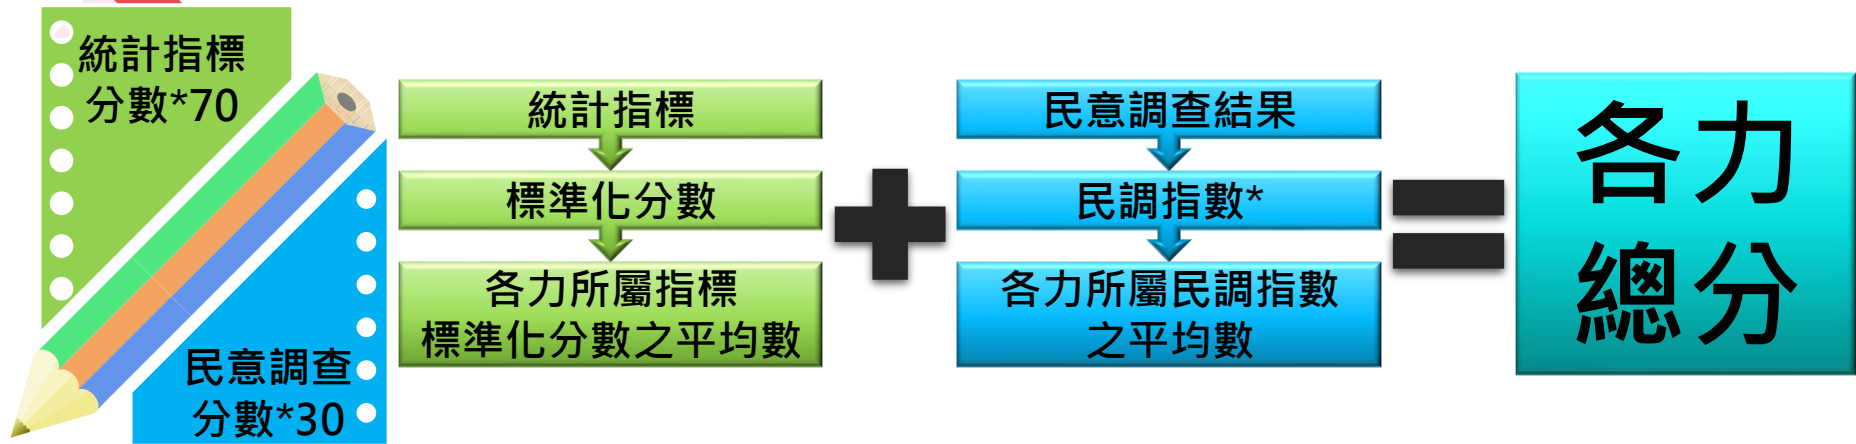 統計指標
分數*70
民意調查
分數*30
統計指標
標準化分數
各力所屬指標
標準化分數之平均數
民意調查結果
民調指數*
各力所屬民調指數
之平均數
各力
總分